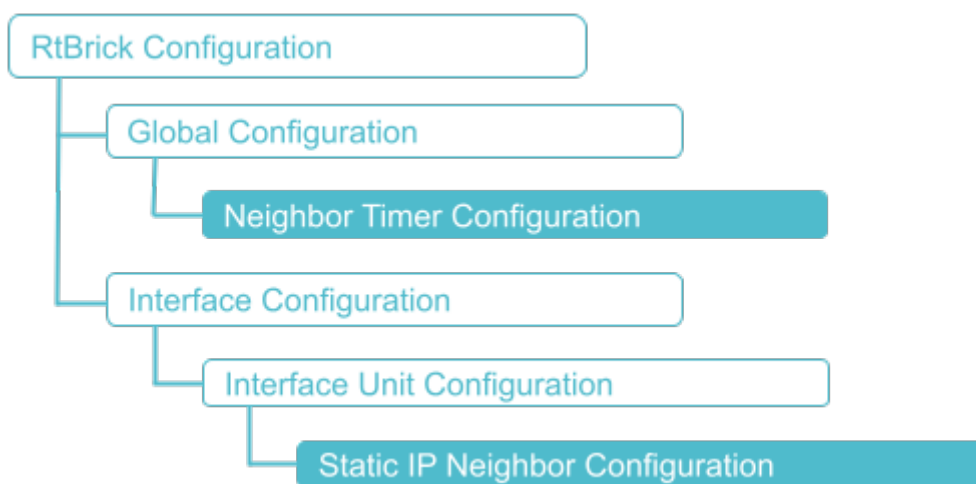 RtBrick Configuration
Global Configuration
Neighbor Timer Configuration
Interface Configuration
Interface Unit Configuration
Static IP Neighbor Configuration